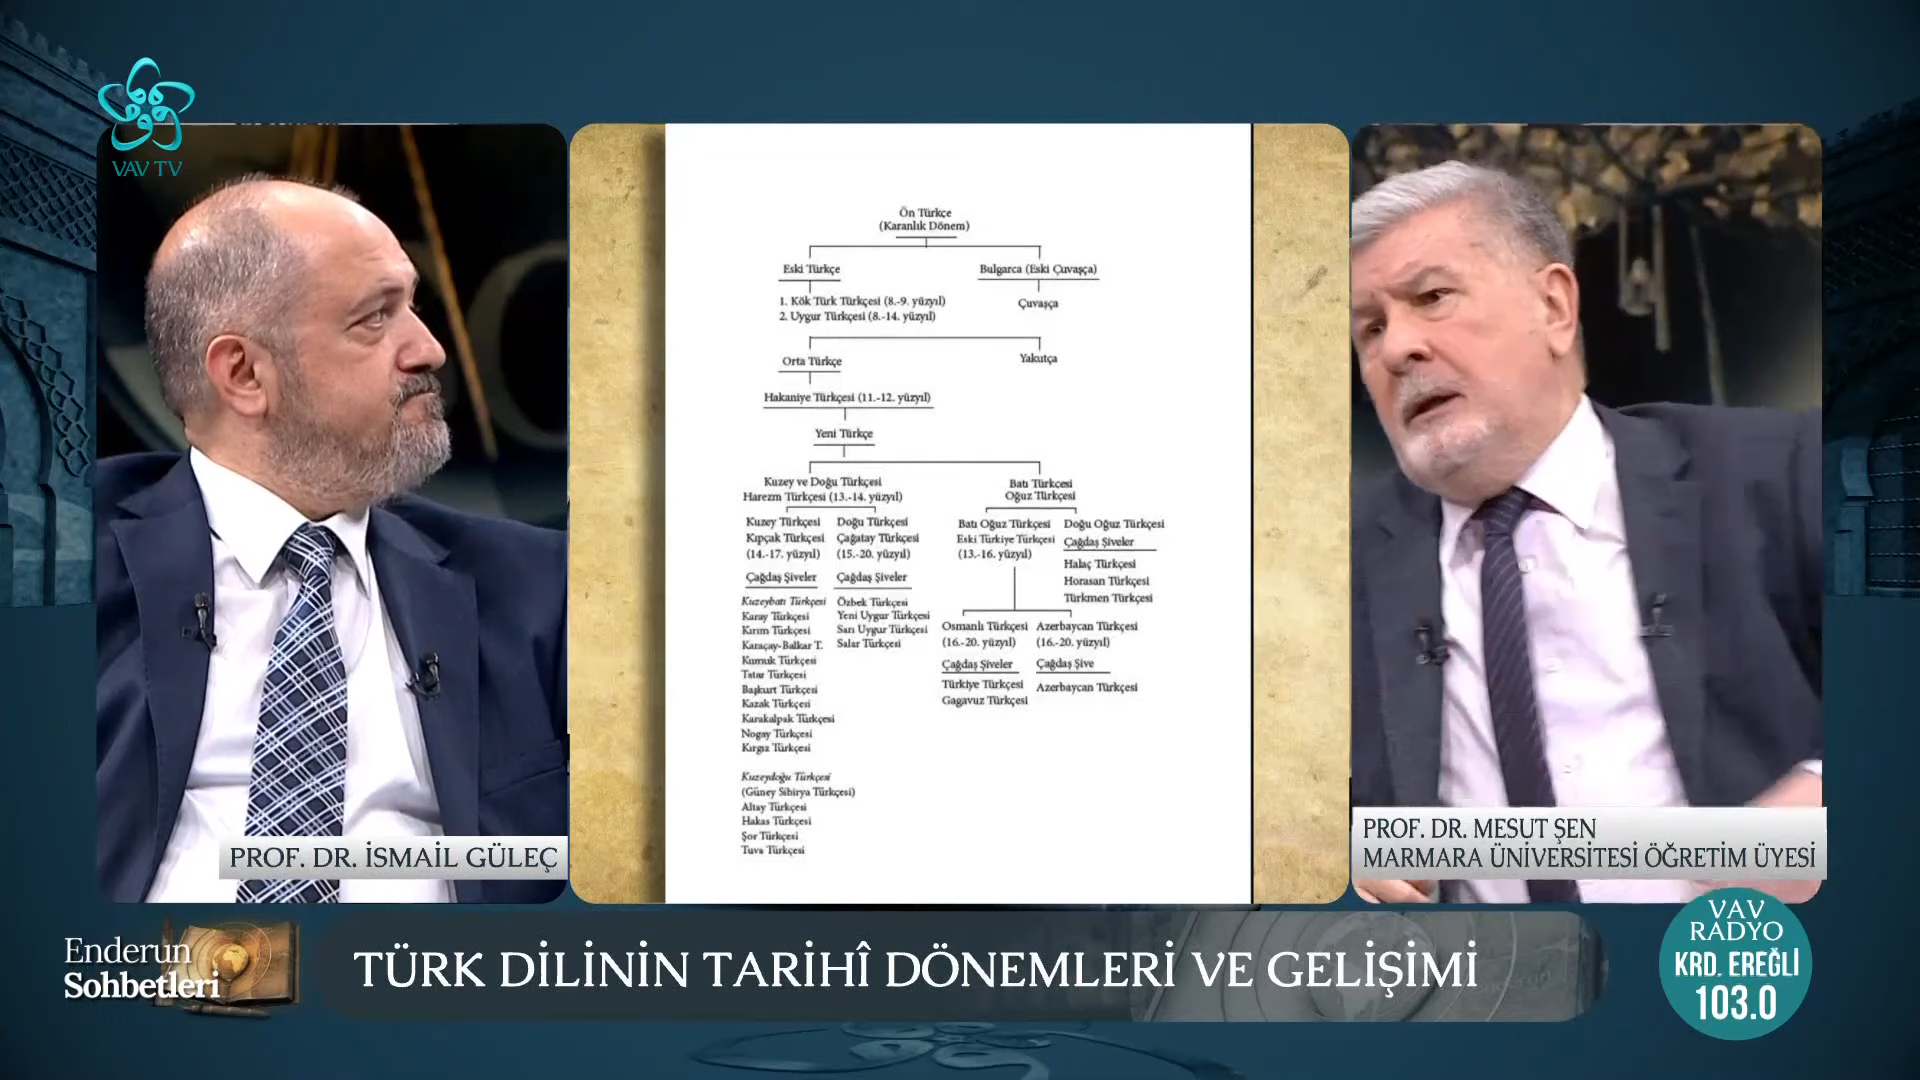 VAV TV
Ön Türkçe
(Karanlık Dönem)
Eski Türkçe
Bulgarca (Eski Çuvaşça)
1. Kök Türk Türkçesi (8.-9. yüzyıl)
2. Uygur Türkçesi (8.-14. yüzyıl)
Çuvaşça
Orta Türkçe
Yakutça
Hakaniye Türkçesi (11.-12. yüzyıl)
Yeni Türkçe
Kuzey ve Doğu Türkçesi
Harezm Türkçesi (13.-14. yüzyıl)
Batı Türkçesi
Oğuz Türkçesi
Kuzey Türkçesi
Kıpçak Türkçesi
(14.-17. yüzyıl)
Çağdaş Şiveler
Kuzeybatı Türkçesi
Karay Türkçesi
Kırım Türkçesi
Karaçay-Balkar T.
Kumuk Türkçesi
Tatar Türkçesi
Başkurt Türkçesi
Kazak Türkçesi
Karakalpak Türkçesi
Nogay Türkçesi
Kırgız Türkçesi
Kuzeydoğu Türkçesi
(Güney Sibirya Türkçesi)
Altay Türkçesi
Hakas Türkçesi
Şor Türkçesi
Tuva Türkçesi
Doğu Türkçesi
Çağatay Türkçesi
(15.-20. yüzyıl)
Çağdaş Şiveler
Özbek Türkçesi
Yeni Uygur Türkçesi
Sarı Uygur Türkçesi
Salar Türkçesi
Batı Oğuz Türkçesi
Eski Türkiye Türkçesi
(13.-16. yüzyıl)
Doğu Oğuz Türkçesi
Çağdaş Şiveler
Halaç Türkçesi
Horasan Türkçesi
Türkmen Türkçesi
Osmanlı Türkçesi
(16.-20. yüzyıl)
Çağdaş Şiveler
Türkiye Türkçesi
Gagavuz Türkçesi
Azerbaycan Türkçesi
(16.-20. yüzyıl)
Çağdaş Şive
Azerbaycan Türkçesi
PROF. DR. İSMAİL GÜLEÇ
PROF. DR. MESUT ŞEN
MARMARA ÜNİVERSİTESİ ÖĞRETİM ÜYESİ
Enderun
Sohbetleri
TÜRK DİLİNİN TARİHÎ DÖNEMLERİ VE GELİŞİMİ
VAV
RADYO
KRD. EREĞLİ
103.0